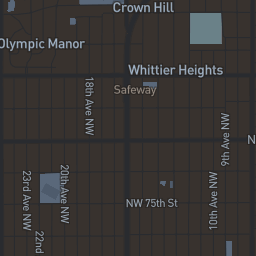 Crown Hill
Olympic Manor
Whittier Heights
Safeway
18th Ave NW
9th Ave NW
N
20th Ave NW
23rd Ave NW
10th Ave NW
NW 75th St
22nd